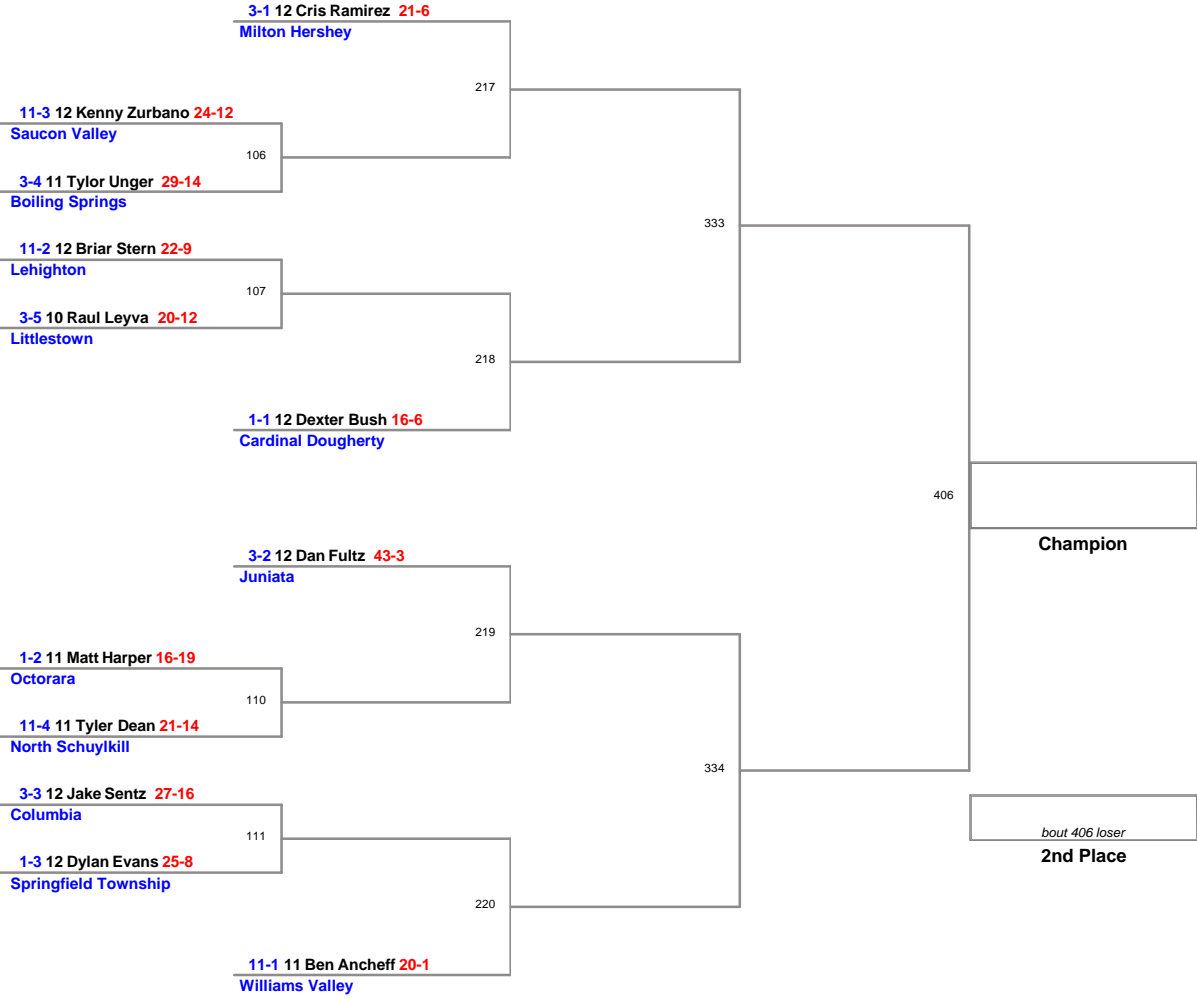 3-1 12 Cris Ramirez 21-6
Milton Hershey
217
11-3 12 Kenny Zurbano 24-12
Saucon Valley
106
3-4 11 Tylor Unger 29-14
Boiling Springs
333
11-2 12 Briar Stern 22-9
Lehighton
107
3-5 10 Raul Leyva 20-12
Littlestown
218
1-1 12 Dexter Bush 16-6
Cardinal Dougherty
406
Champion
3-2 12 Dan Fultz 43-3
Juniata
219
1-2 11 Matt Harper 16-19
Octorara
110
11-4 11 Tyler Dean 21-14
North Schuylkill
334
3-3 12 Jake Sentz 27-16
Columbia
111
bout 406 loser
2nd Place
1-3 12 Dylan Evans 25-8
Springfield Township
220
11-1 11 Ben Ancheff 20-1
Williams Valley